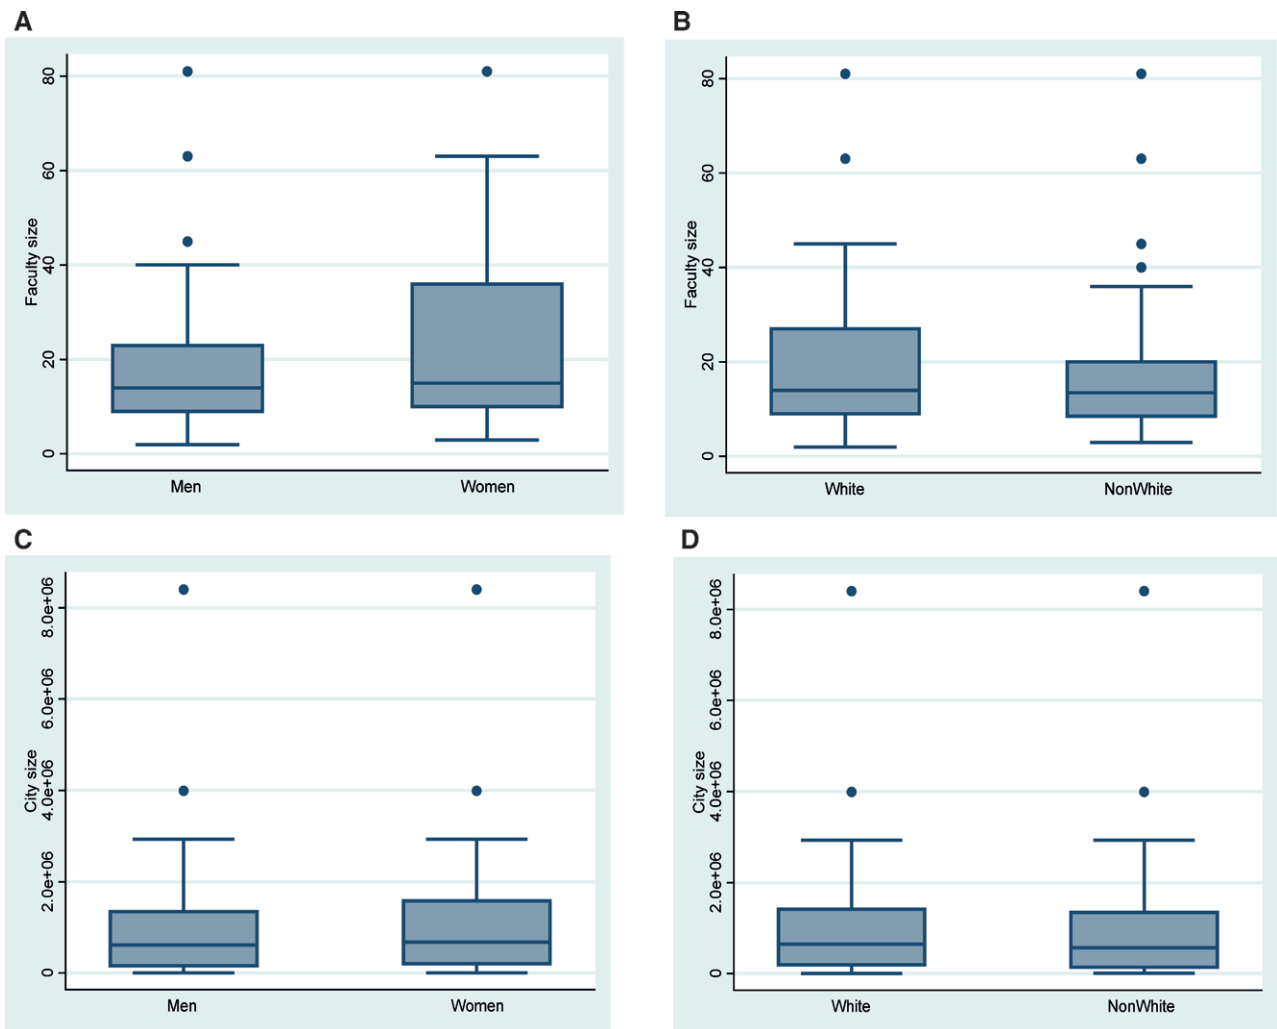 A
Faculty size
80
60
40
20
0
Men
Women
B
Faculty size
80
60
40
20
0
White
NonWhite
C
City size
8.0e+06
6.0e+06
4.0e+06
2.0e+06
0
Men
Women
D
City size
8.0e+06
6.0e+06
4.0e+06
2.0e+06
0
White
NonWhite